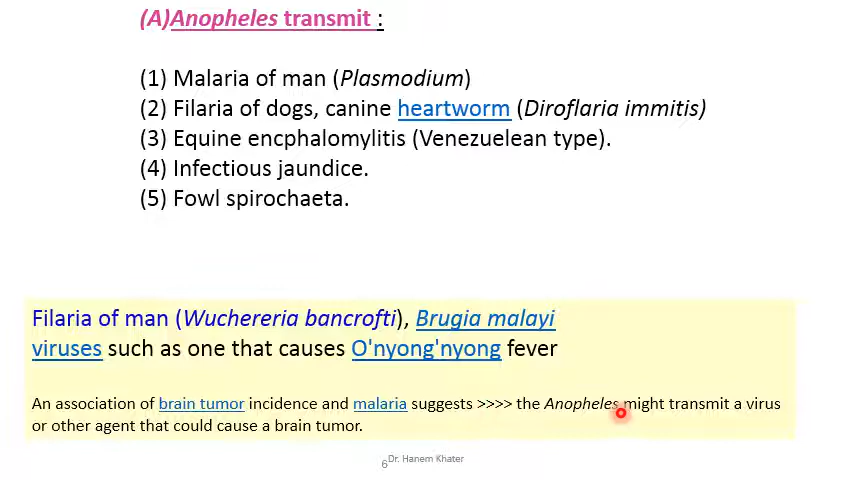 (A)Anopheles transmit :
(1) Malaria of man (Plasmodium)
(2) Filaria of dogs, canine heartworm (Diroflaria immitis)
(3) Equine encphalomylitis (Venezuelean type).
(4) Infectious jaundice.
(5) Fowl spirochaeta.
Filaria of man (Wuchereria bancrofti), Brugia malayi
viruses such as one that causes O'nyong'nyong fever
An association of brain tumor incidence and malaria suggests >>>> the Anopheles might transmit a virus
or other agent that could cause a brain tumor.
6 Dr. Hanem Khater